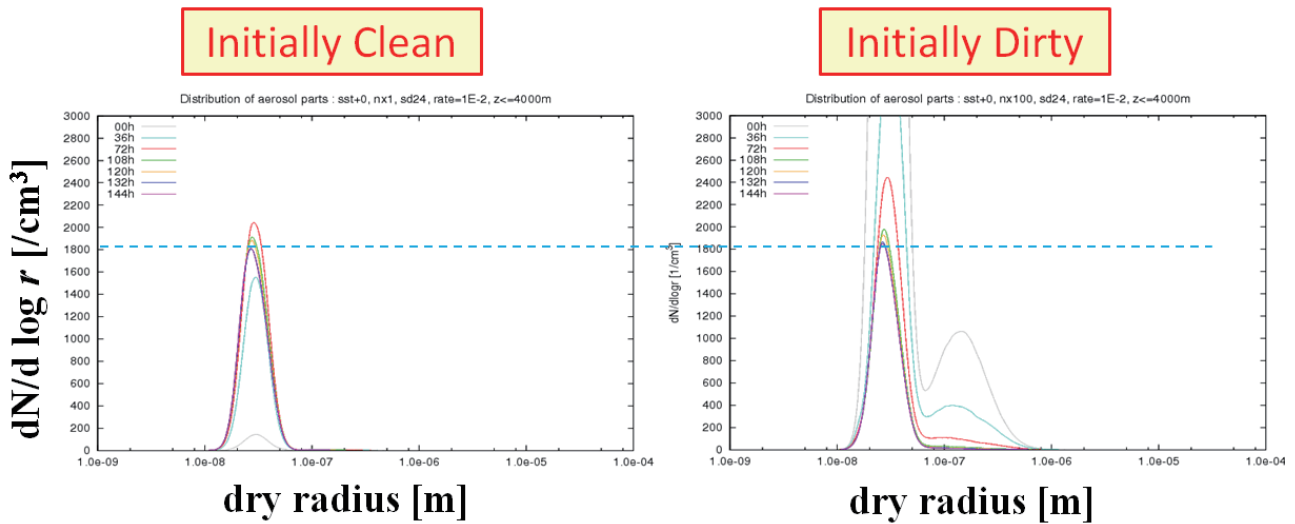 Initially Clean
Initially Dirty
Distribution of aerosol parts : sst+0, nx1, sd24, rate=1E-2, z<=4000m
dN/d log r [/cm³]
3000
2800
2600
2400
2200
2000
1800
1600
1400
1200
1000
800
600
400
200
0
00h
36h
72h
108h
120h
132h
144h
1.0e-09 1.0e-08 1.0e-07 1.0e-06 1.0e-05 1.0e-04
dry radius [m]
Distribution of aerosol parts : sst+0, nx100, sd24, rate=1E-2, z<=4000m
dN/dlogr [1/cm³]
3000
2800
2600
2400
2200
2000
1800
1600
1400
1200
1000
800
600
400
200
0
00h
36h
72h
108h
120h
132h
144h
1.0e-09 1.0e-08 1.0e-07 1.0e-06 1.0e-05 1.0e-04
dry radius [m]